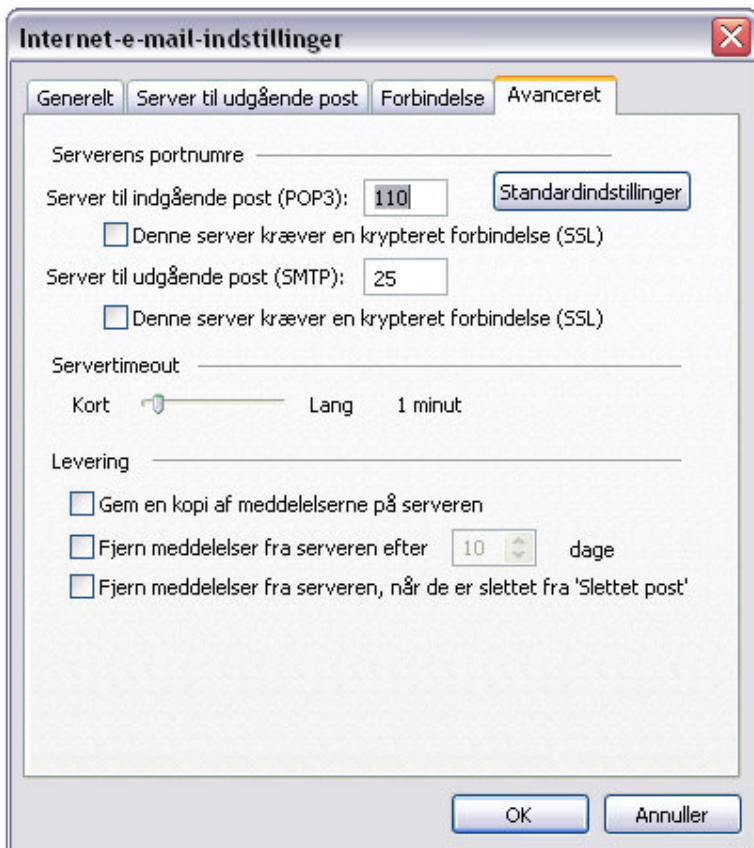 Internet-e-mail-indstillinger
Generelt Server til udgående post Forbindelse Avanceret
Serverens portnumre
Server til indgående post (POP3): 110 Standardindstillinger
Denne server kræver en krypteret forbindelse (SSL)
Server til udgående post (SMTP): 25
Denne server kræver en krypteret forbindelse (SSL)
Servertimeout
Kort Lang 1 minut
Levering
Gem en kopi af meddelelserne på serveren
Fjern meddelelser fra serveren efter 10 dage
Fjern meddelelser fra serveren, når de er slettet fra 'Slettet post'
OK Annuller